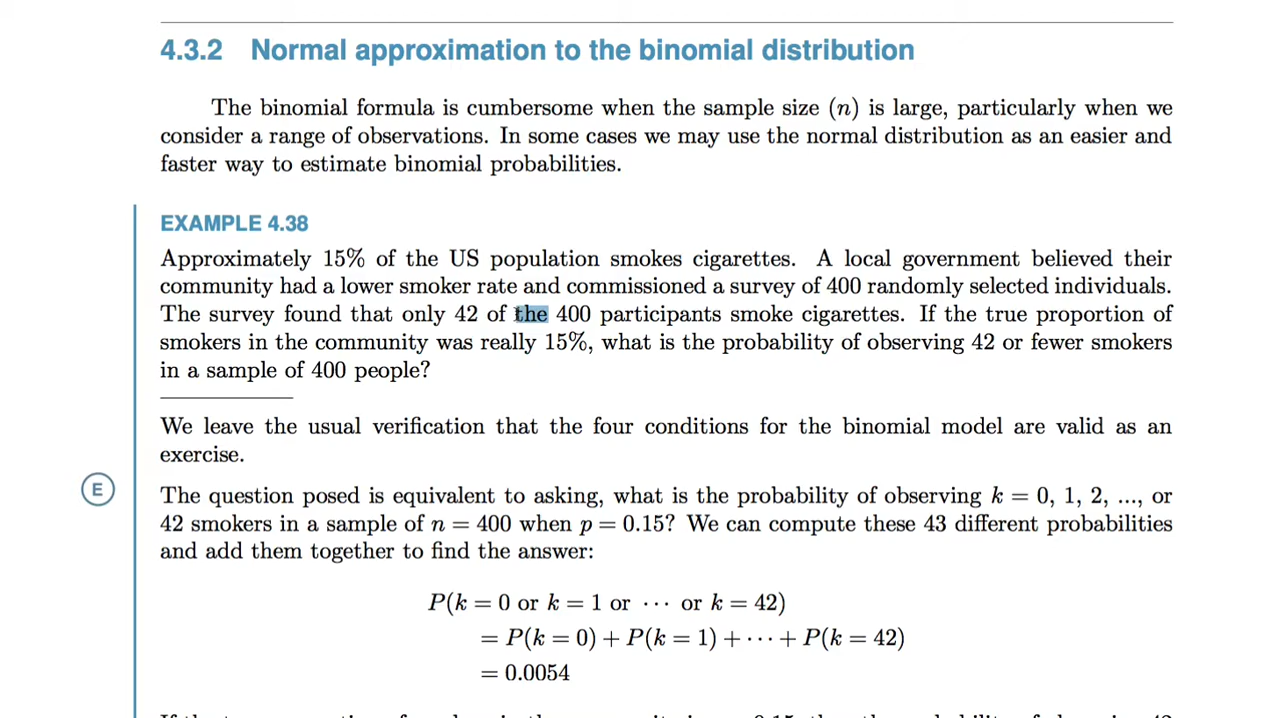 4.3.2 Normal approximation to the binomial distribution
The binomial formula is cumbersome when the sample size (n) is large, particularly when we
consider a range of observations. In some cases we may use the normal distribution as an easier and
faster way to estimate binomial probabilities.
EXAMPLE 4.38
Approximately 15% of the US population smokes cigarettes. A local government believed their
community had a lower smoker rate and commissioned a survey of 400 randomly selected individuals.
The survey found that only 42 of the 400 participants smoke cigarettes. If the true proportion of
smokers in the community was really 15%, what is the probability of observing 42 or fewer smokers
in a sample of 400 people?
We leave the usual verification that the four conditions for the binomial model are valid as an
exercise.
E
The question posed is equivalent to asking, what is the probability of observing k = 0, 1, 2, ..., or
42 smokers in a sample of n = 400 when p = 0.15? We can compute these 43 different probabilities
and add them together to find the answer:
P(k = 0 or k = 1 or ··· or k = 42)
= P(k = 0) + P(k = 1) + ··· + P(k = 42)
= 0.0054